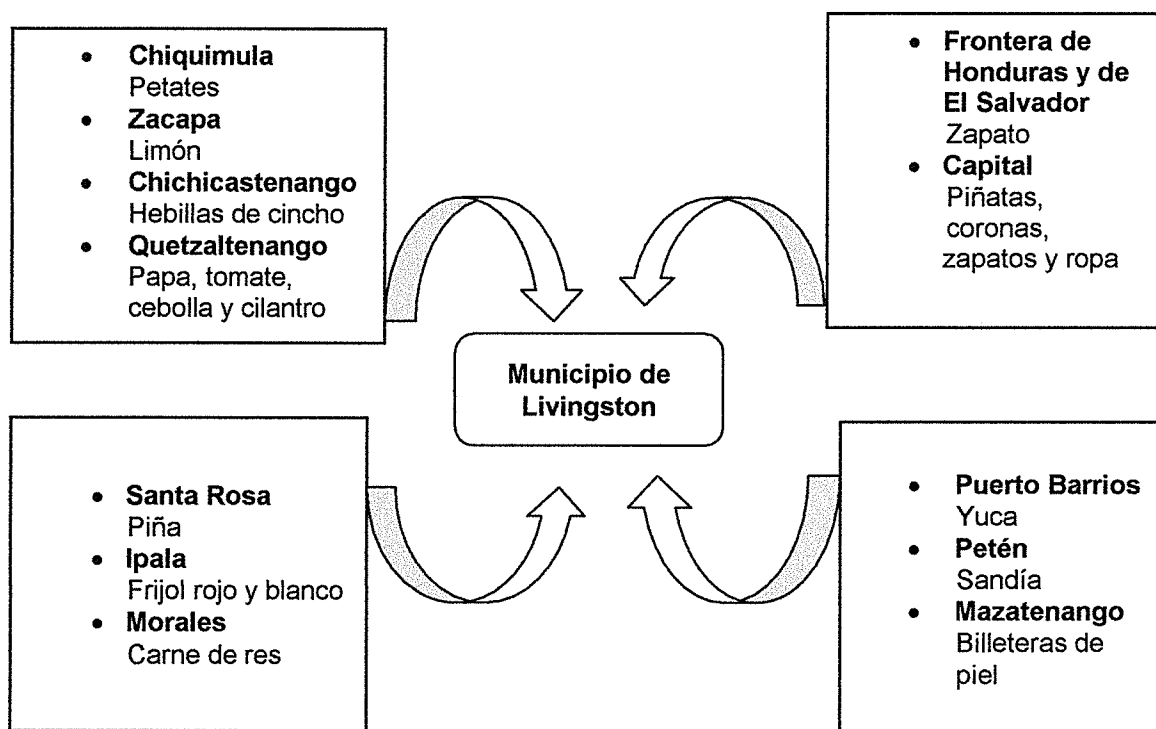 • Chiquimula
Petates
• Zacapa
Limón
• Chichicastenango
Hebillas de cincho
• Quetzaltenango
Papa, tomate,
cebolla y cilantro
• Frontera de
Honduras y de
El Salvador
Zapato
• Capital
Piñatas,
coronas,
zapatos y ropa
Municipio de
Livingston
• Santa Rosa
Piña
• Ipala
Frijol rojo y blanco
• Morales
Carne de res
• Puerto Barrios
Yuca
• Petén
Sandía
• Mazatenango
Billeteras de
piel